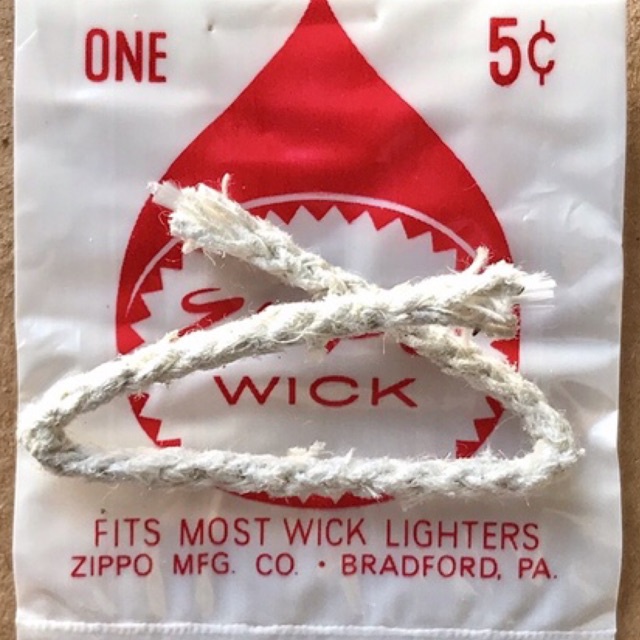 ONE 5¢
WICK
FITS MOST WICK LIGHTERS
ZIPPO MFG. CO. • BRADFORD, PA.